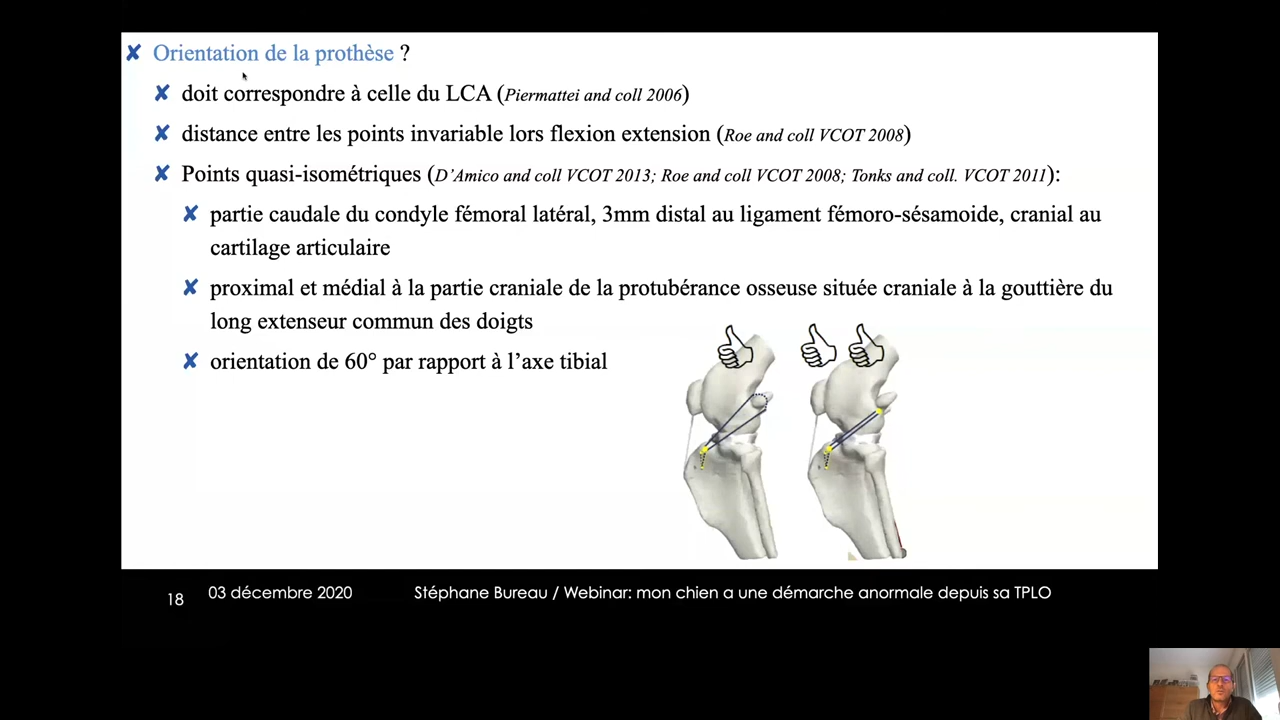 ✘ Orientation de la prothèse ?
✘ doit correspondre à celle du LCA (Piermattei and coll 2006)
✘ distance entre les points invariable lors flexion extension (Roe and coll VCOT 2008)
✘ Points quasi-isométriques (D’Amico and coll VCOT 2013; Roe and coll VCOT 2008; Tonks and coll. VCOT 2011):
✘ partie caudale du condyle fémoral latéral, 3mm distal au ligament fémoro-sésamoide, cranial au
cartilage articulaire
✘ proximal et médial à la partie craniale de la protubérance osseuse située craniale à la gouttière du
long extenseur commun des doigts
✘ orientation de 60° par rapport à l’axe tibial
18 03 décembre 2020 Stéphane Bureau / Webinar: mon chien a une démarche anormale depuis sa TPLO